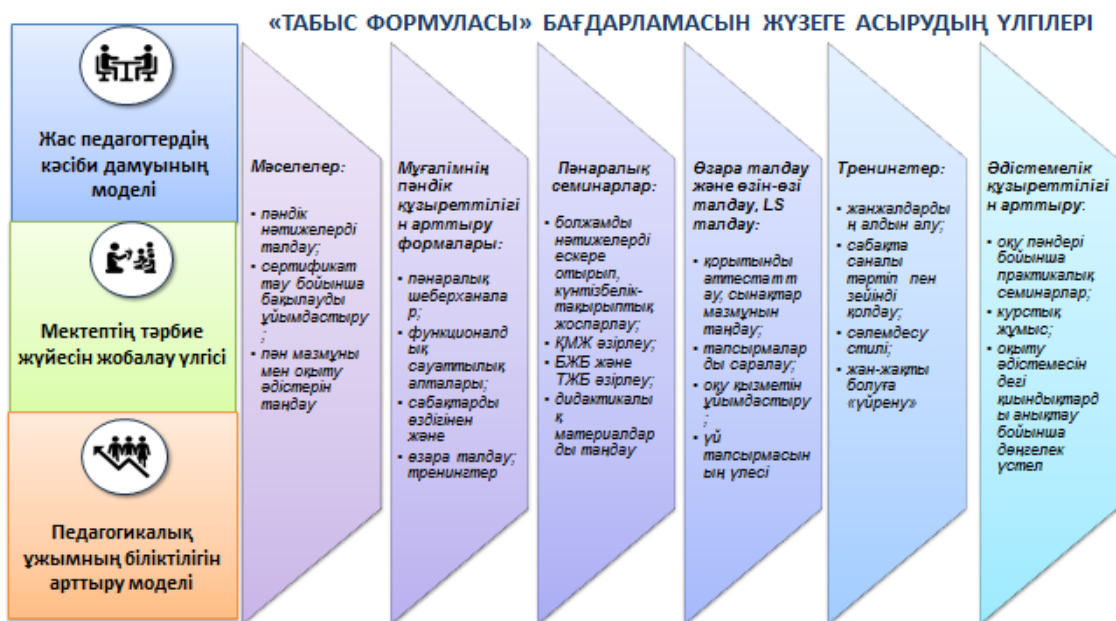 «ТАБЫС ФОРМУЛАСЫ» БАҒДАРЛАМАСЫН ЖҮЗЕГЕ АСЫРУДЫҢ ҮЛГІЛЕРІ
Жас педагогтердің
кәсіби дамуының
моделі
Мектептің тәрбие
жүйесін жобалау үлгісі
Педагогикалық
ұжымның біліктілігін
арттыру моделі
Мәселелер:
• пәндік
нәтижелерді
талдау;
• сертификат
тау бойынша
бақылауды
ұйымдастыру
;
• пән мазмұны
мен оқыту
әдістерін
таңдау
Мұғалімнің
пәндік
құзыреттілігі
н арттыру
формалары:
• пәнаралық
шеберханала
р;
• функционалд
ық
сауаттылық
апталары;
• сабақтарды
өздігінен
және
• өзара талдау;
тренингтер
Пәнаралық
семинарлар:
• болжамды
нәтижелерді
ескере
отырып,
күнтізбелік-
тақырыптық
жоспарлау;
• ҚМЖ әзірлеу;
• БЖБ және
ТЖБ әзірлеу;
• дидактикалы
қ
материалдар
ды таңдау
Өзара талдау
және өзін-өзі
талдау, LS
талдау:
• қорытынды
аттестатт
ау, сынақтар
мазмұнын
таңдау;
• тапсырмалар
ды саралау;
• оқу қызметін
ұйымдастыру
;
• үй
тапсырмасы
ның үлесі
Тренингтер:
• жанжалдарды
ң алдын алу;
• сабақта
саналы
тәртіп пен
зейінді
қолдау;
• сәлемдесу
стилі;
• жан-жақты
болуға
«үйрену»
Әдістемелік
құзыреттілігі
н арттыру:
• оқу пәндері
бойынша
практикалық
семинарлар;
• курстық
жұмыс;
• оқыту
әдістемесін
дегі
қиындықтар
ды анықтау
бойынша
дөңгелек
үстел